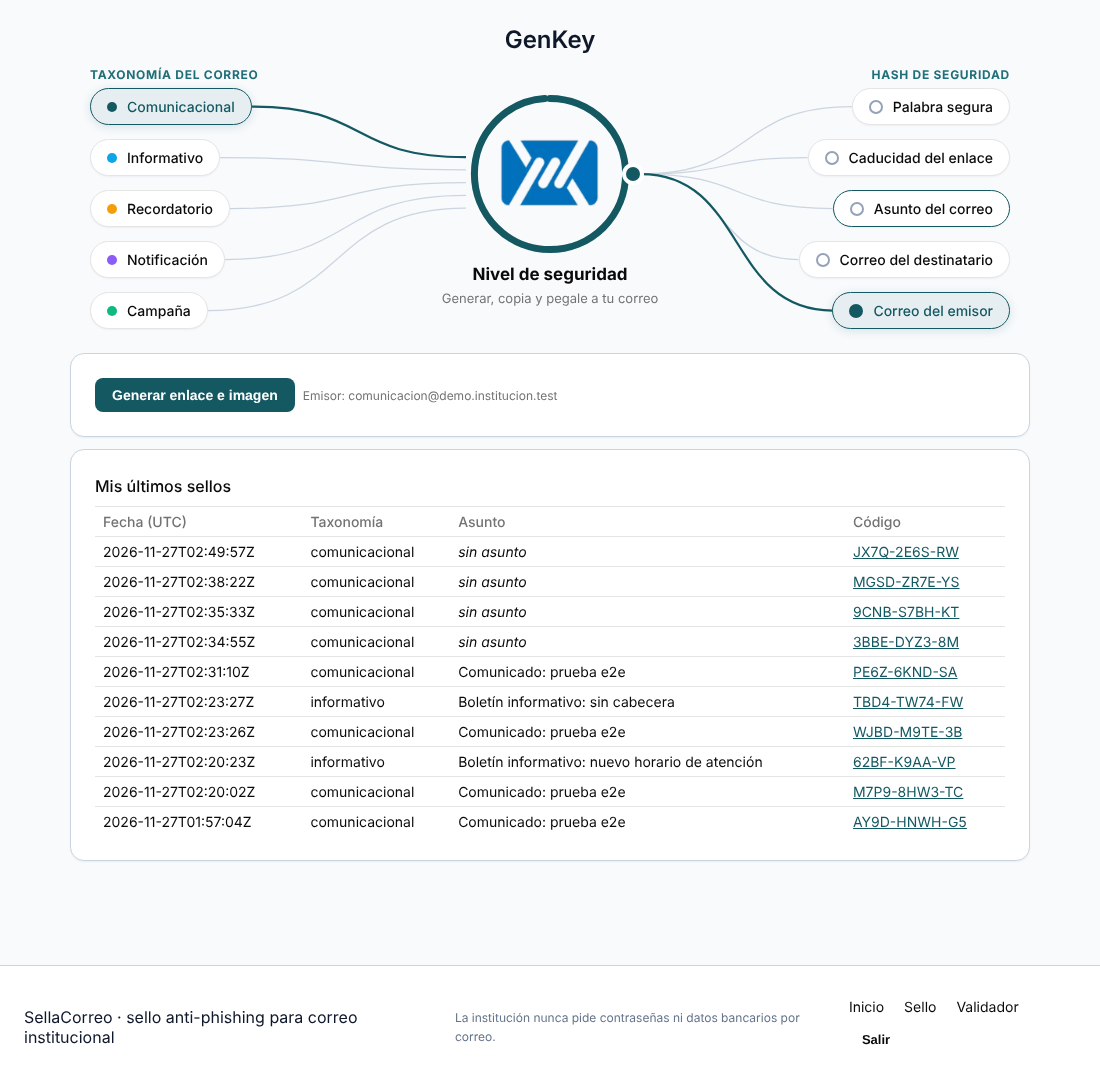 GenKey
TAXONOMÍA DEL CORREO
Comunicacional
Informativo
Recordatorio
Notificación
Campaña
Nivel de seguridad
Generar, copia y pegale a tu correo
HASH DE SEGURIDAD
Palabra segura
Caducidad del enlace
Asunto del correo
Correo del destinatario
Correo del emisor
Generar enlace e imagen Emisor: comunicacion@demo.institucion.test
Mis últimos sellos
Fecha (UTC) Taxonomía Asunto Código
2026-11-27T02:49:57Z comunicacional sin asunto JX7Q-2E6S-RW
2026-11-27T02:38:22Z comunicacional sin asunto MGSD-ZR7E-YS
2026-11-27T02:35:33Z comunicacional sin asunto 9CNB-S7BH-KT
2026-11-27T02:34:55Z comunicacional sin asunto 3BBE-DYZ3-8M
2026-11-27T02:31:10Z comunicacional Comunicado: prueba e2e PE6Z-6KND-SA
2026-11-27T02:23:27Z informativo Boletín informativo: sin cabecera TBD4-TW74-FW
2026-11-27T02:23:26Z comunicacional Comunicado: prueba e2e WJBD-M9TE-3B
2026-11-27T02:20:23Z informativo Boletín informativo: nuevo horario de atención 62BF-K9AA-VP
2026-11-27T02:20:02Z comunicacional Comunicado: prueba e2e M7P9-8HW3-TC
2026-11-27T01:57:04Z comunicacional Comunicado: prueba e2e AY9D-HNWH-G5
SellaCorreo · sello anti-phishing para correo
institucional
La institución nunca pide contraseñas ni datos bancarios por
correo.
Inicio Sello Validador
Salir